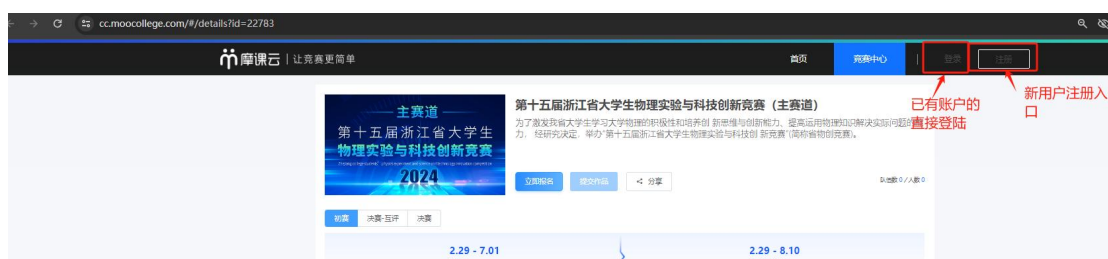 cc.moocollege.com/#/details?id=22783
摩课云 | 让竞赛更简单
首页
竞赛中心
登录
注册
已有账户的
直接登陆
新用户注册入
口
主赛道
第十五届浙江省大学生
物理实验与科技创新竞赛
2024
第十五届浙江省大学生物理实验与科技创新竞赛（主赛道）
为了激发我省大学生学习大学物理的积极性和培养创 新思维与创新能力、提高运用物理知识解决实际问题的
力， 经研究决定，举办“第十五届浙江省大学生物理实验与科技创 新竞赛”(简称省物创竞赛)。
立即报名
提交作品
分享
队伍数 0 / 人数 0
初赛
决赛-互评
决赛
2.29 - 7.01
2.29 - 8.10